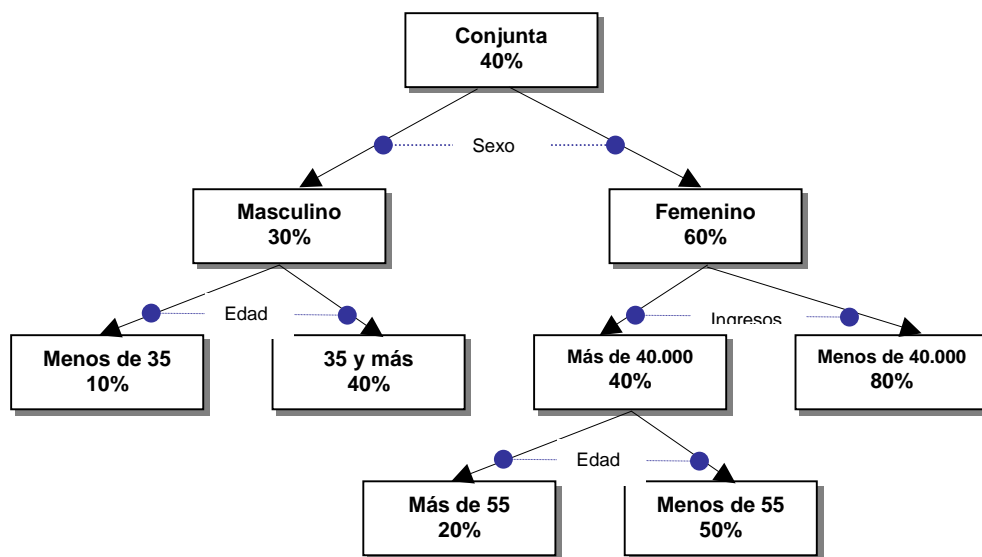 Conjunta
40%
Sexo
Masculino
30%
Femenino
60%
Edad
Ingresos
Menos de 35
10%
35 y más
40%
Más de 40.000
40%
Menos de 40.000
80%
Edad
Más de 55
20%
Menos de 55
50%